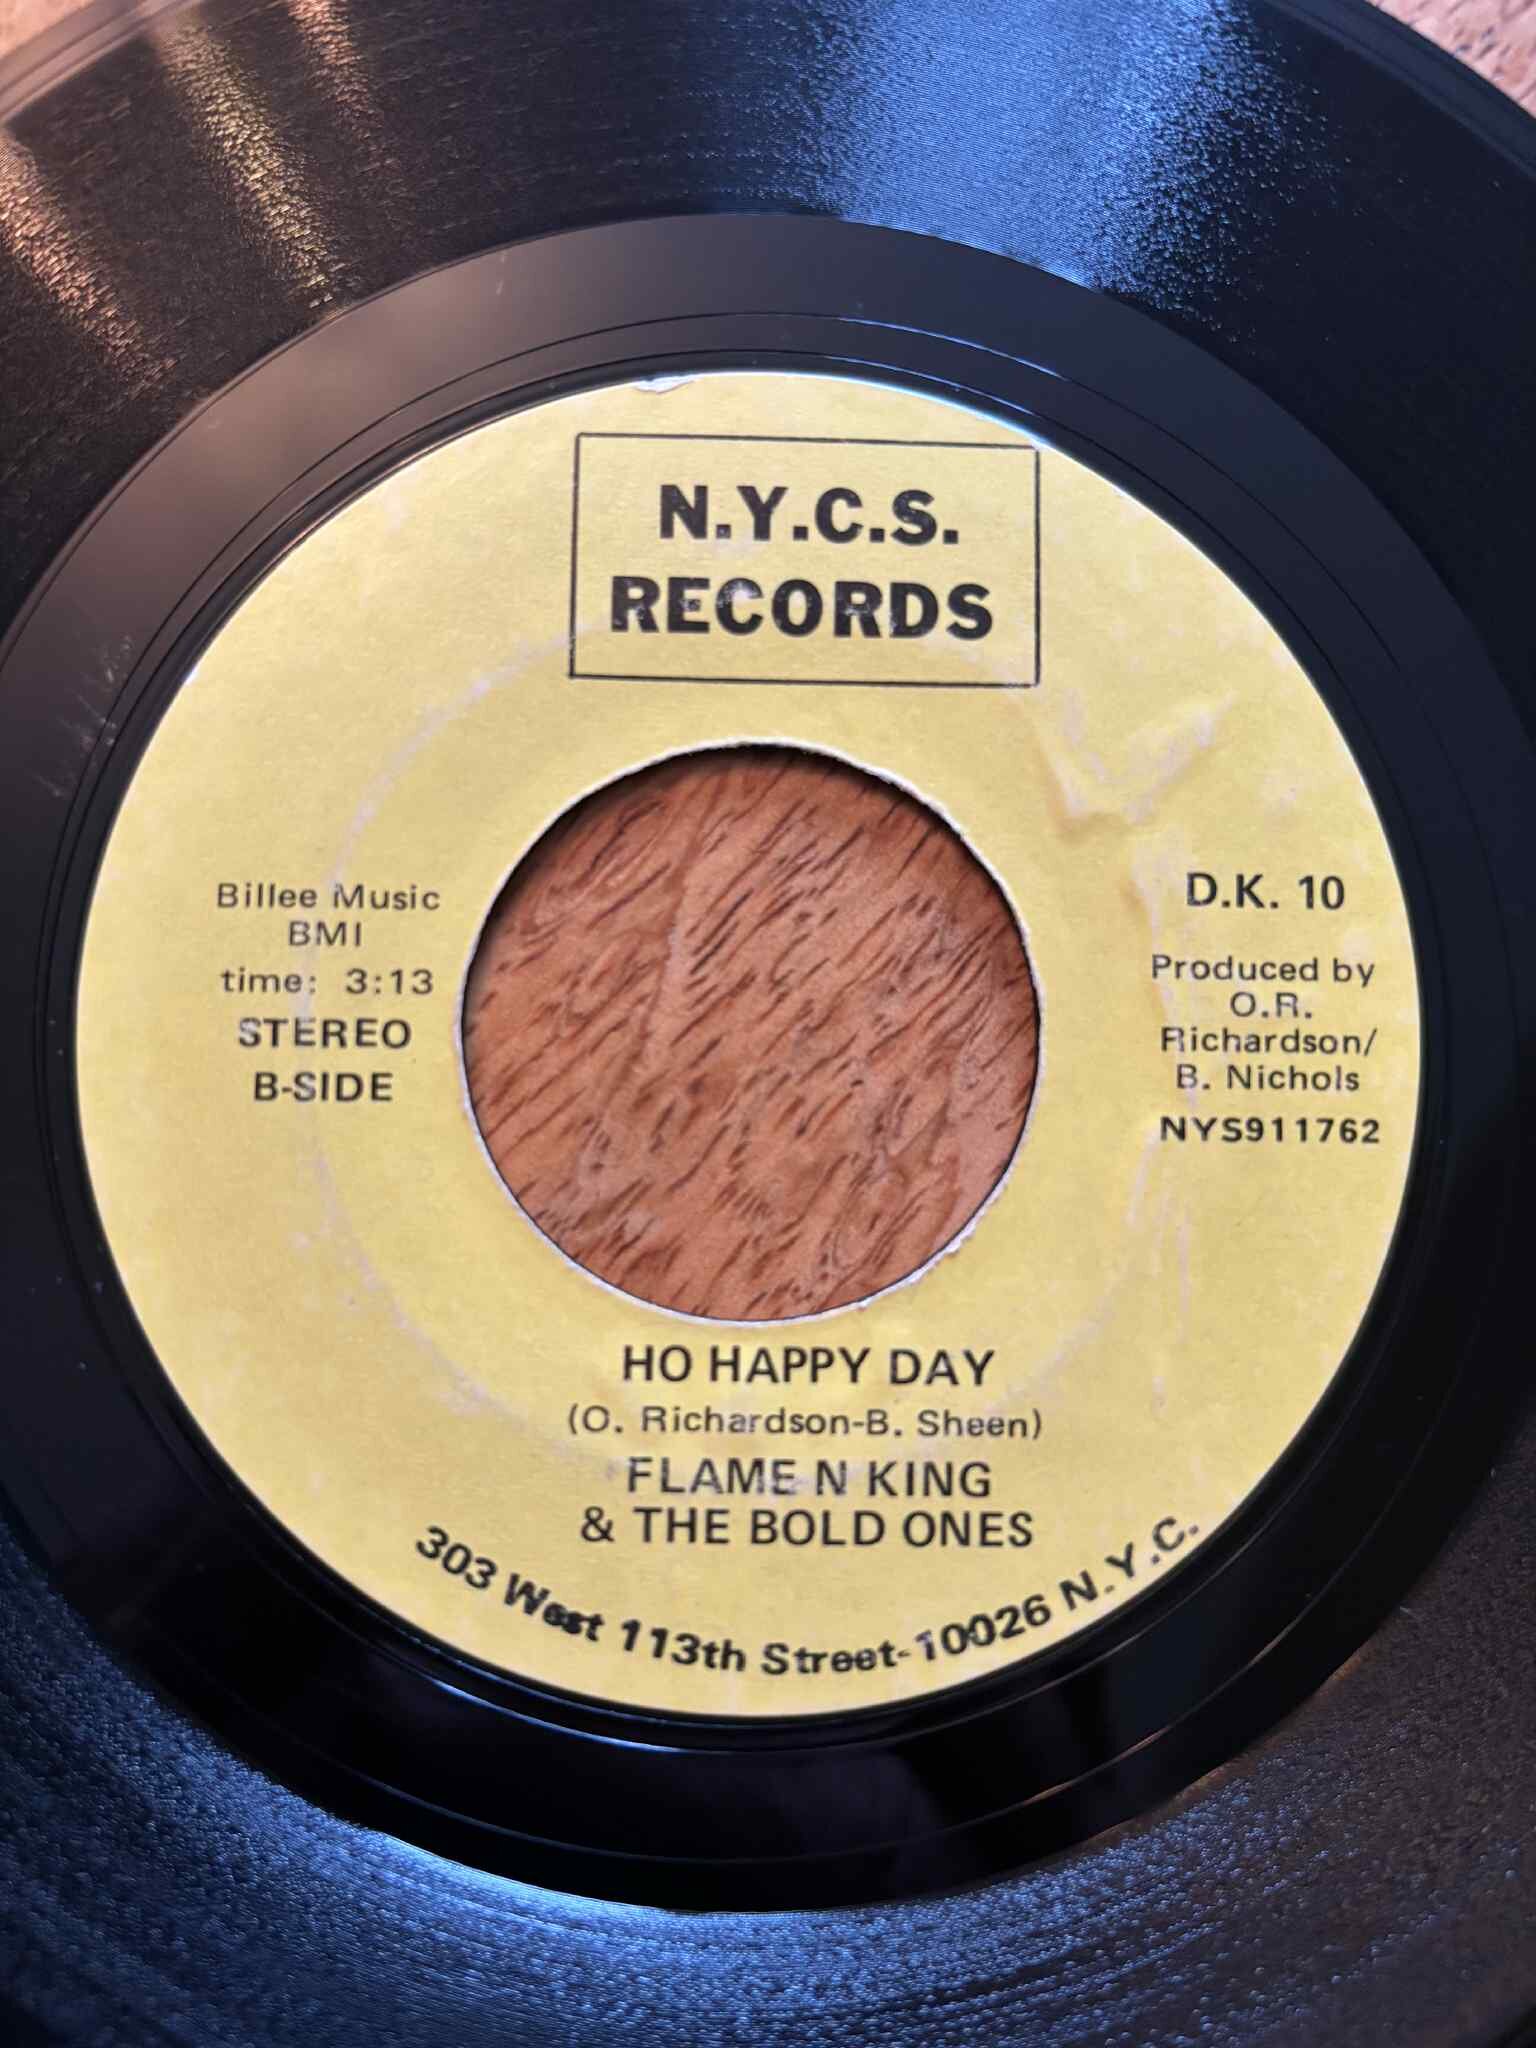 N.Y.C.S.
RECORDS
Billee Music
BMI
time: 3:13
STEREO
B-SIDE
D.K. 10
Produced by
O.R.
Richardson/
B. Nichols
NYS911762
HO HAPPY DAY
(O. Richardson-B. Sheen)
FLAME N KING
& THE BOLD ONES
303 West 113th Street-10026 N.Y.C.